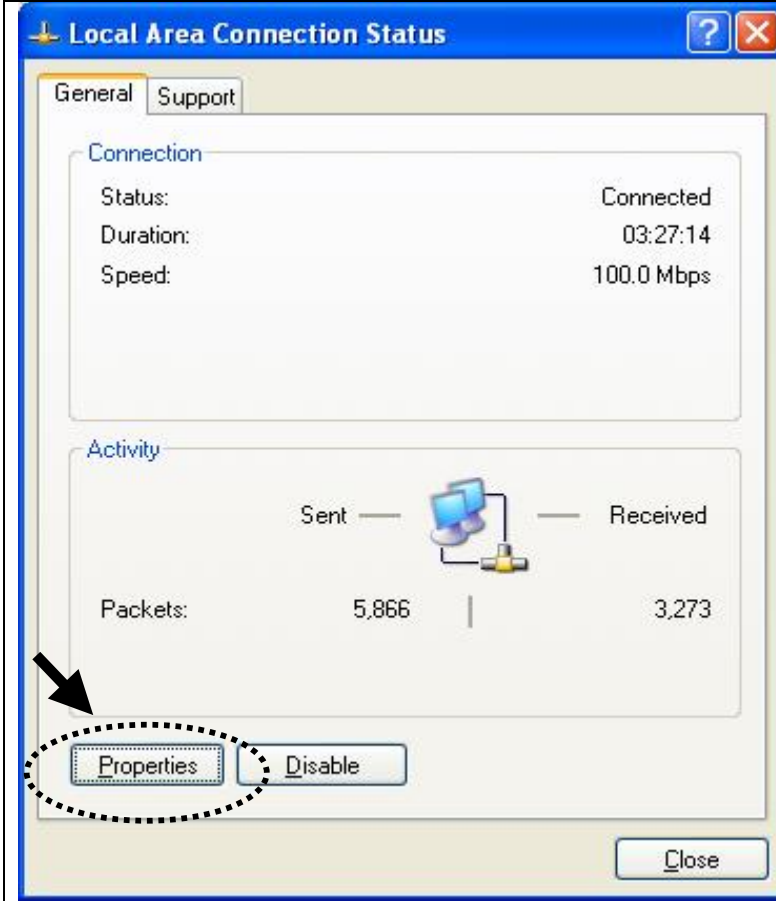 Local Area Connection Status
General Support
Connection
Status: Connected
Duration: 03:27:14
Speed: 100.0 Mbps
Activity
Sent Received
Packets: 5,866 3,273
Properties Disable
Close